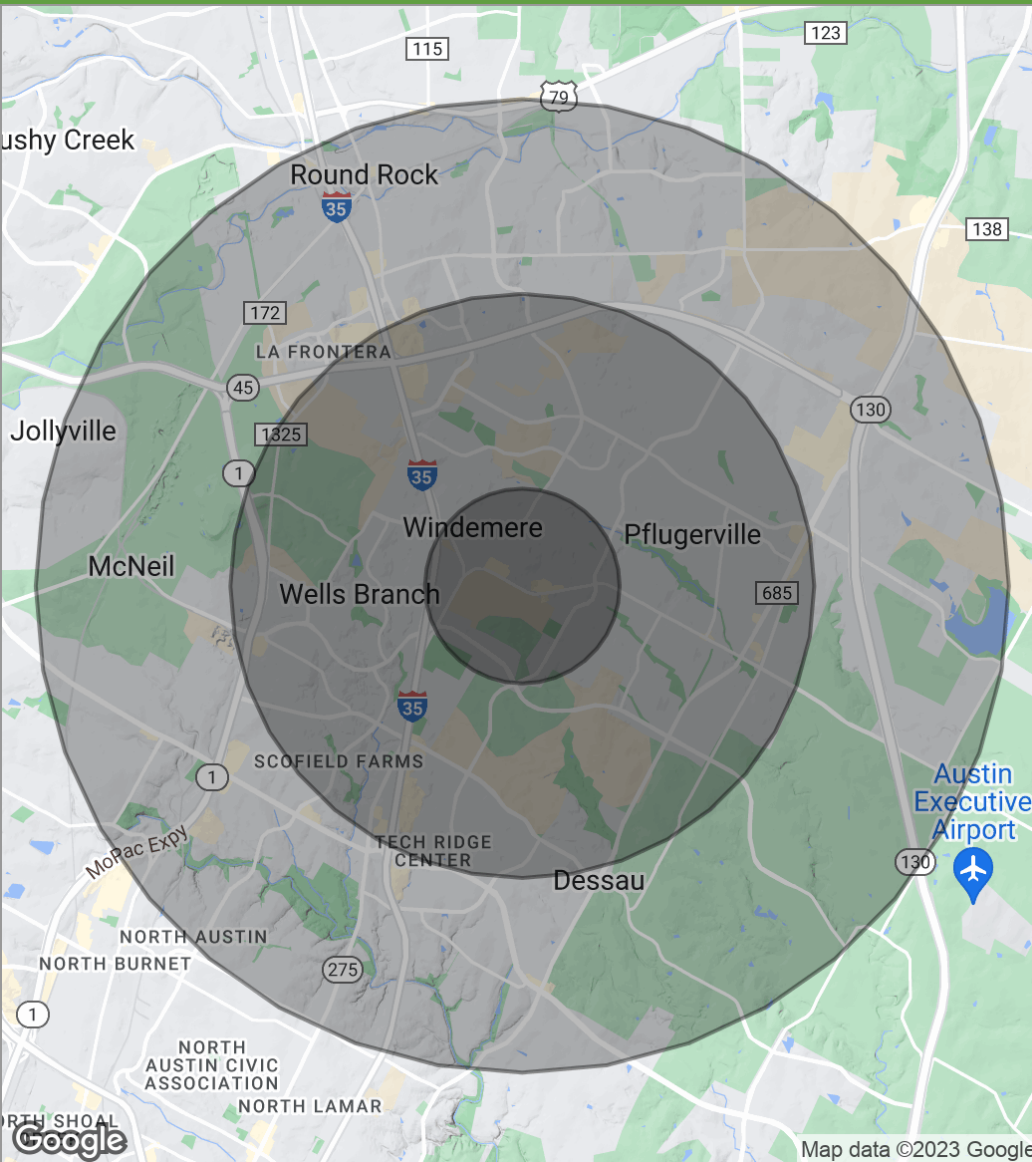 123
115
79
ushy Creek
Round Rock
35
138
172
LA FRONTERA
45
130
Jollyville
1325
1
35
Windemere
Pflugerville
McNeil
Wells Branch
685
35
SCOFIELD FARMS
1
Austin
Executive
Airport
TECH RIDGE
CENTER
MoPac Expy
130
Dessau
NORTH AUSTIN
NORTH BURNET
275
1
NORTH
AUSTIN CIVIC
ASSOCIATION
NORTH LAMAR
ORTH SHOAL
Google
Map data ©2023 Google